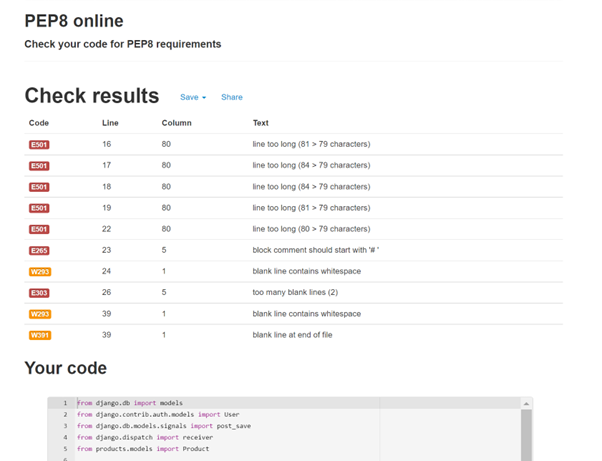 PEP8 online
Check your code for PEP8 requirements
Check results Save Share
Code Line Column Text
E501 16 80 line too long (81 > 79 characters)
E501 17 80 line too long (84 > 79 characters)
E501 18 80 line too long (84 > 79 characters)
E501 19 80 line too long (81 > 79 characters)
E501 22 80 line too long (80 > 79 characters)
E265 23 5 block comment should start with '# '
W293 24 1 blank line contains whitespace
E303 26 5 too many blank lines (2)
W293 39 1 blank line contains whitespace
W391 39 1 blank line at end of file
Your code
1 from django.db import models
2 from django.contrib.auth.models import User
3 from django.db.models.signals import post_save
4 from django.dispatch import receiver
5 from products.models import Product